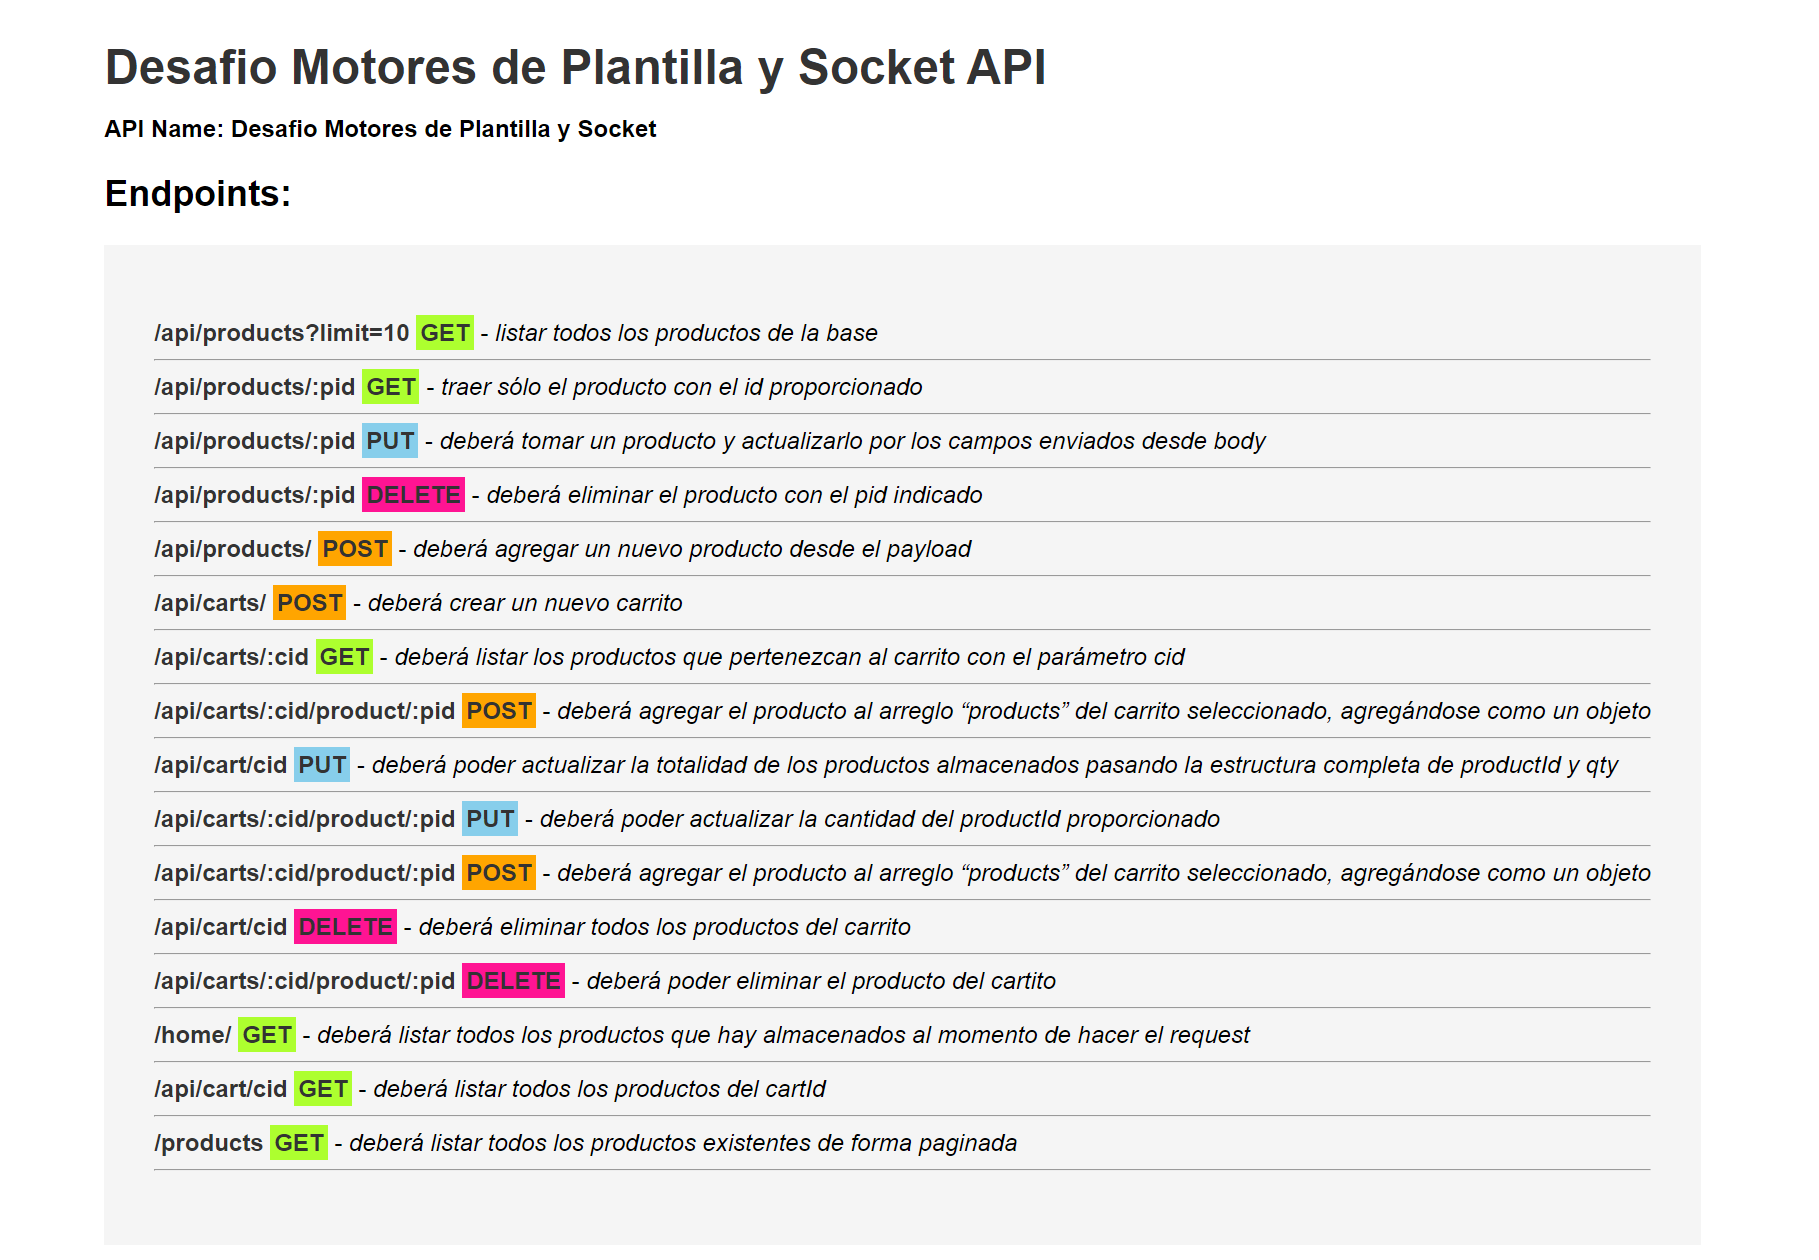 Desafio Motores de Plantilla y Socket API
API Name: Desafio Motores de Plantilla y Socket
Endpoints:
/api/products?limit=10 GET - listar todos los productos de la base
/api/products/:pid GET - traer sólo el producto con el id proporcionado
/api/products/:pid PUT - deberá tomar un producto y actualizarlo por los campos enviados desde body
/api/products/:pid DELETE - deberá eliminar el producto con el pid indicado
/api/products/ POST - deberá agregar un nuevo producto desde el payload
/api/carts/ POST - deberá crear un nuevo carrito
/api/carts/:cid GET - deberá listar los productos que pertenezcan al carrito con el parámetro cid
/api/carts/:cid/product/:pid POST - deberá agregar el producto al arreglo “products” del carrito seleccionado, agregándose como un objeto
/api/cart/cid PUT - deberá poder actualizar la totalidad de los productos almacenados pasando la estructura completa de productId y qty
/api/carts/:cid/product/:pid PUT - deberá poder actualizar la cantidad del productId proporcionado
/api/carts/:cid/product/:pid POST - deberá agregar el producto al arreglo “products” del carrito seleccionado, agregándose como un objeto
/api/cart/cid DELETE - deberá eliminar todos los productos del carrito
/api/carts/:cid/product/:pid DELETE - deberá poder eliminar el producto del cartito
/home/ GET - deberá listar todos los productos que hay almacenados al momento de hacer el request
/api/cart/cid GET - deberá listar todos los productos del cartId
/products GET - deberá listar todos los productos existentes de forma paginada